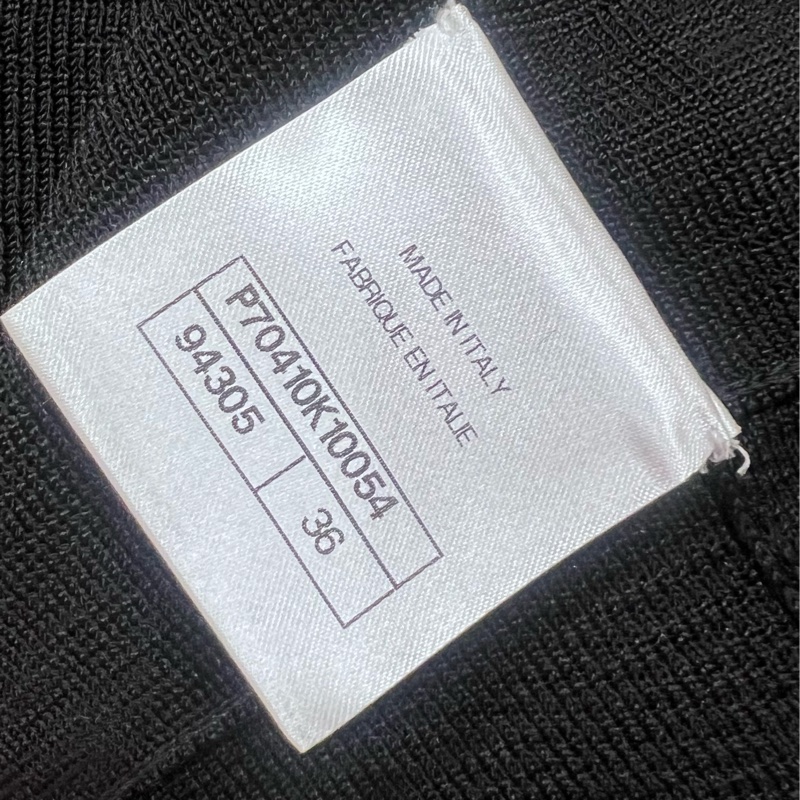 MADE IN ITALY
FABRIQUE EN ITALIE
P70410K10054
94305 36